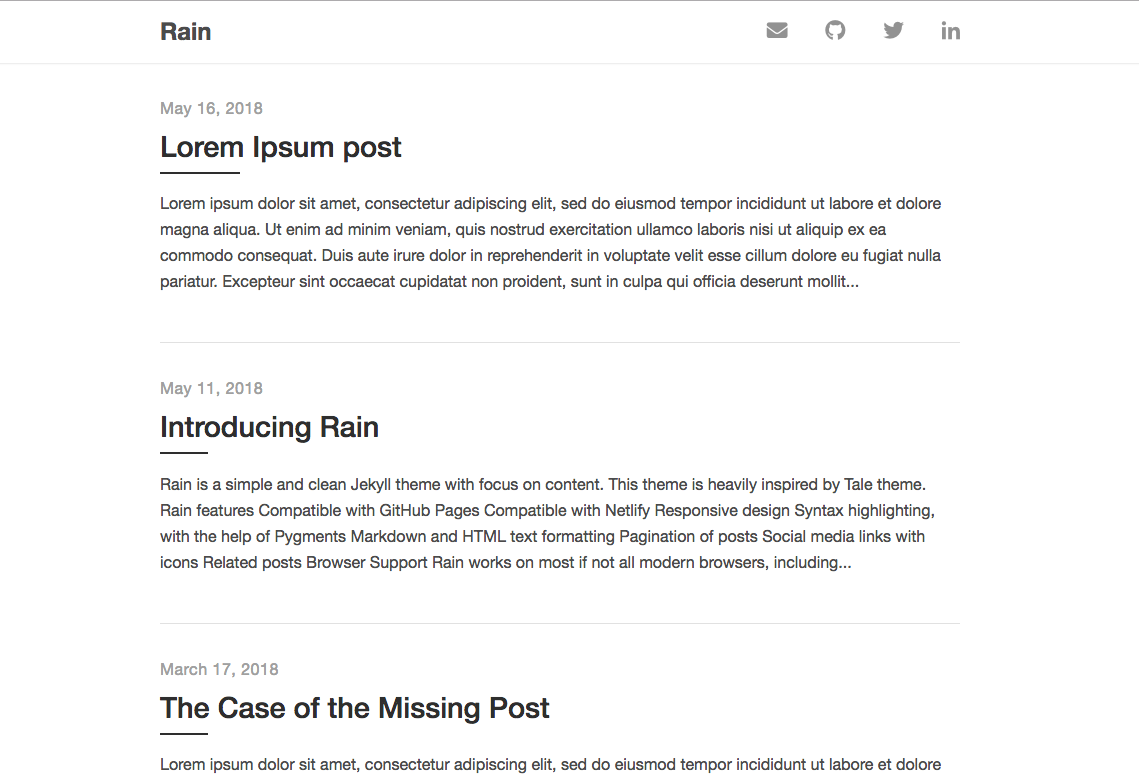 Rain
May 16, 2018
Lorem Ipsum post
Lorem ipsum dolor sit amet, consectetur adipiscing elit, sed do eiusmod tempor incididunt ut labore et dolore
magna aliqua. Ut enim ad minim veniam, quis nostrud exercitation ullamco laboris nisi ut aliquip ex ea
commodo consequat. Duis aute irure dolor in reprehenderit in voluptate velit esse cillum dolore eu fugiat nulla
pariatur. Excepteur sint occaecat cupidatat non proident, sunt in culpa qui officia deserunt mollit...
May 11, 2018
Introducing Rain
Rain is a simple and clean Jekyll theme with focus on content. This theme is heavily inspired by Tale theme.
Rain features Compatible with GitHub Pages Compatible with Netlify Responsive design Syntax highlighting,
with the help of Pygments Markdown and HTML text formatting Pagination of posts Social media links with
icons Related posts Browser Support Rain works on most if not all modern browsers, including...
March 17, 2018
The Case of the Missing Post
Lorem ipsum dolor sit amet, consectetur adipiscing elit, sed do eiusmod tempor incididunt ut labore et dolore